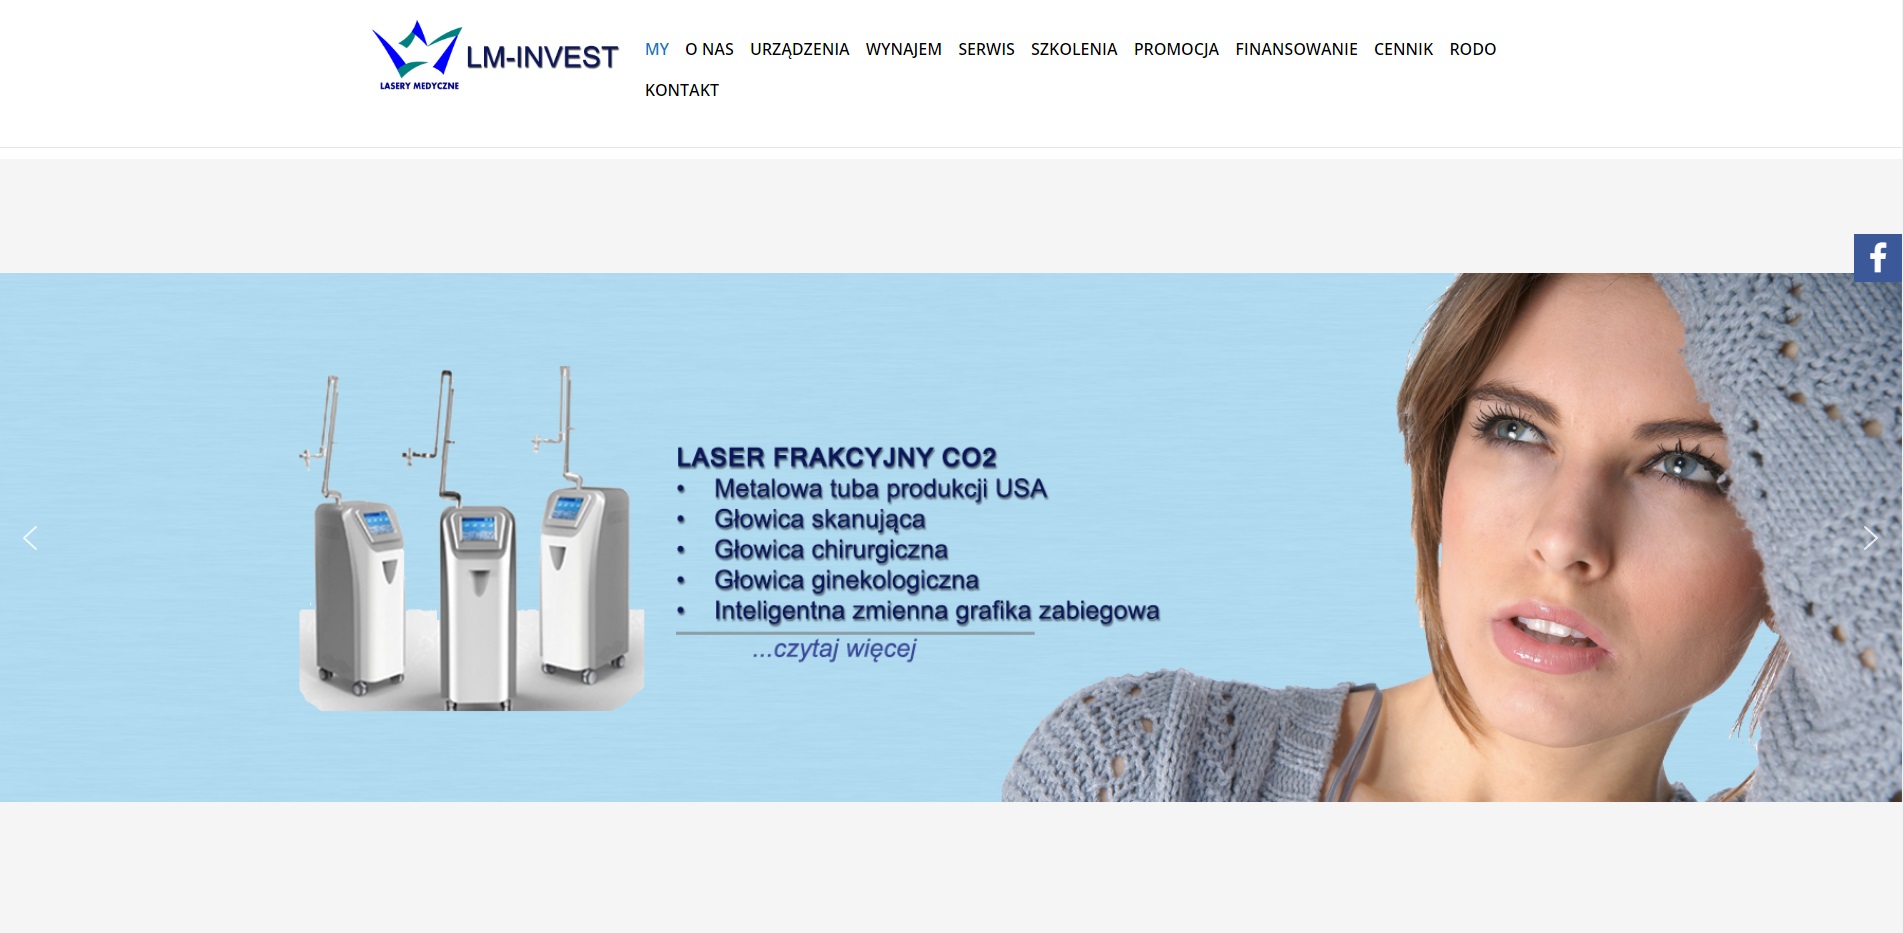 LM-INVEST
LASERY MEDYCZNE
MY O NAS URZĄDZENIA WYNAJEM SERWIS SZKOLENIA PROMOCJA FINANSOWANIE CENNIK RODO
KONTAKT
LASER FRAKCYJNY CO2
• Metalowa tuba produkcji USA
• Głowica skanująca
• Głowica chirurgiczna
• Głowica ginekologiczna
• Inteligentna zmienna grafika zabiegowa
...czytaj więcej